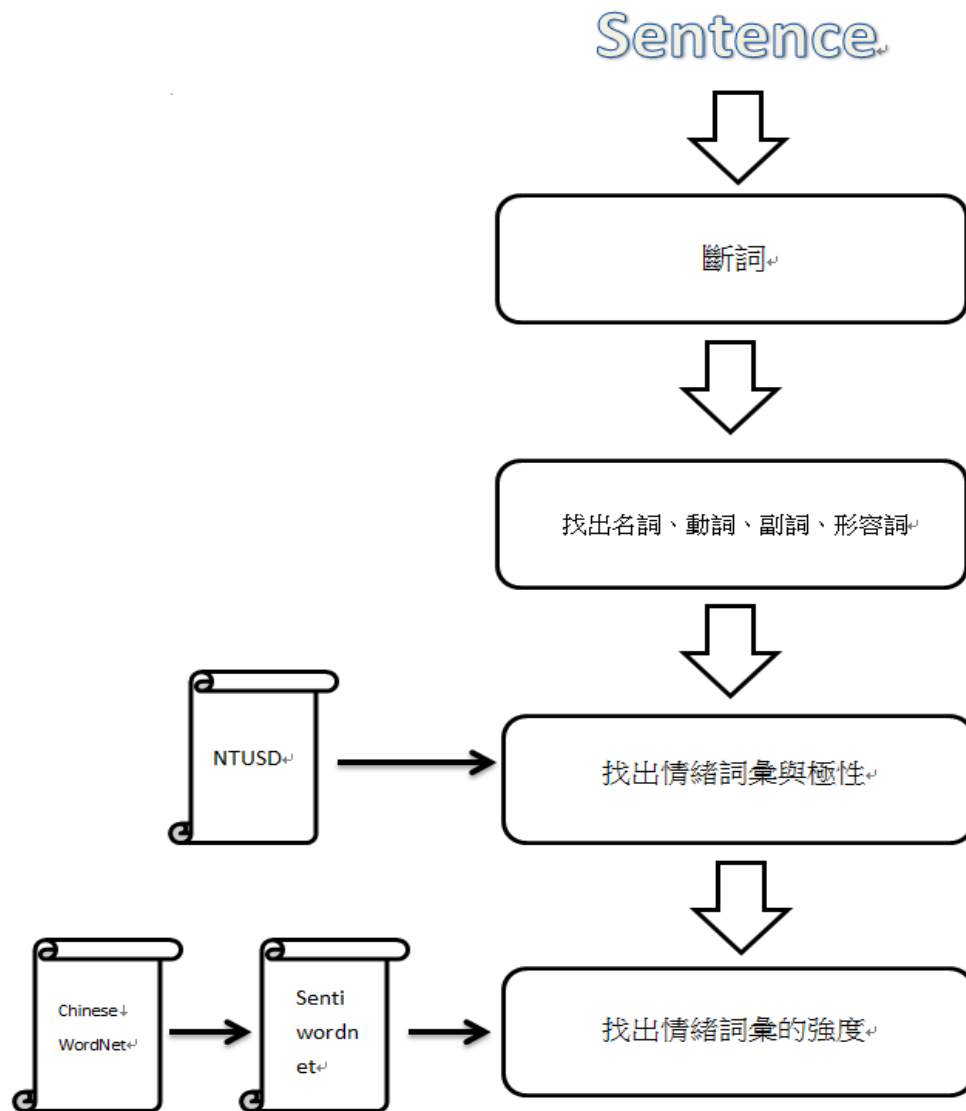 Sentence
斷詞
找出名詞、動詞、副詞、形容詞
NTUSD
找出情緒詞彙與極性
Chinese
WordNet
Senti
wordn
et
找出情緒詞彙的強度